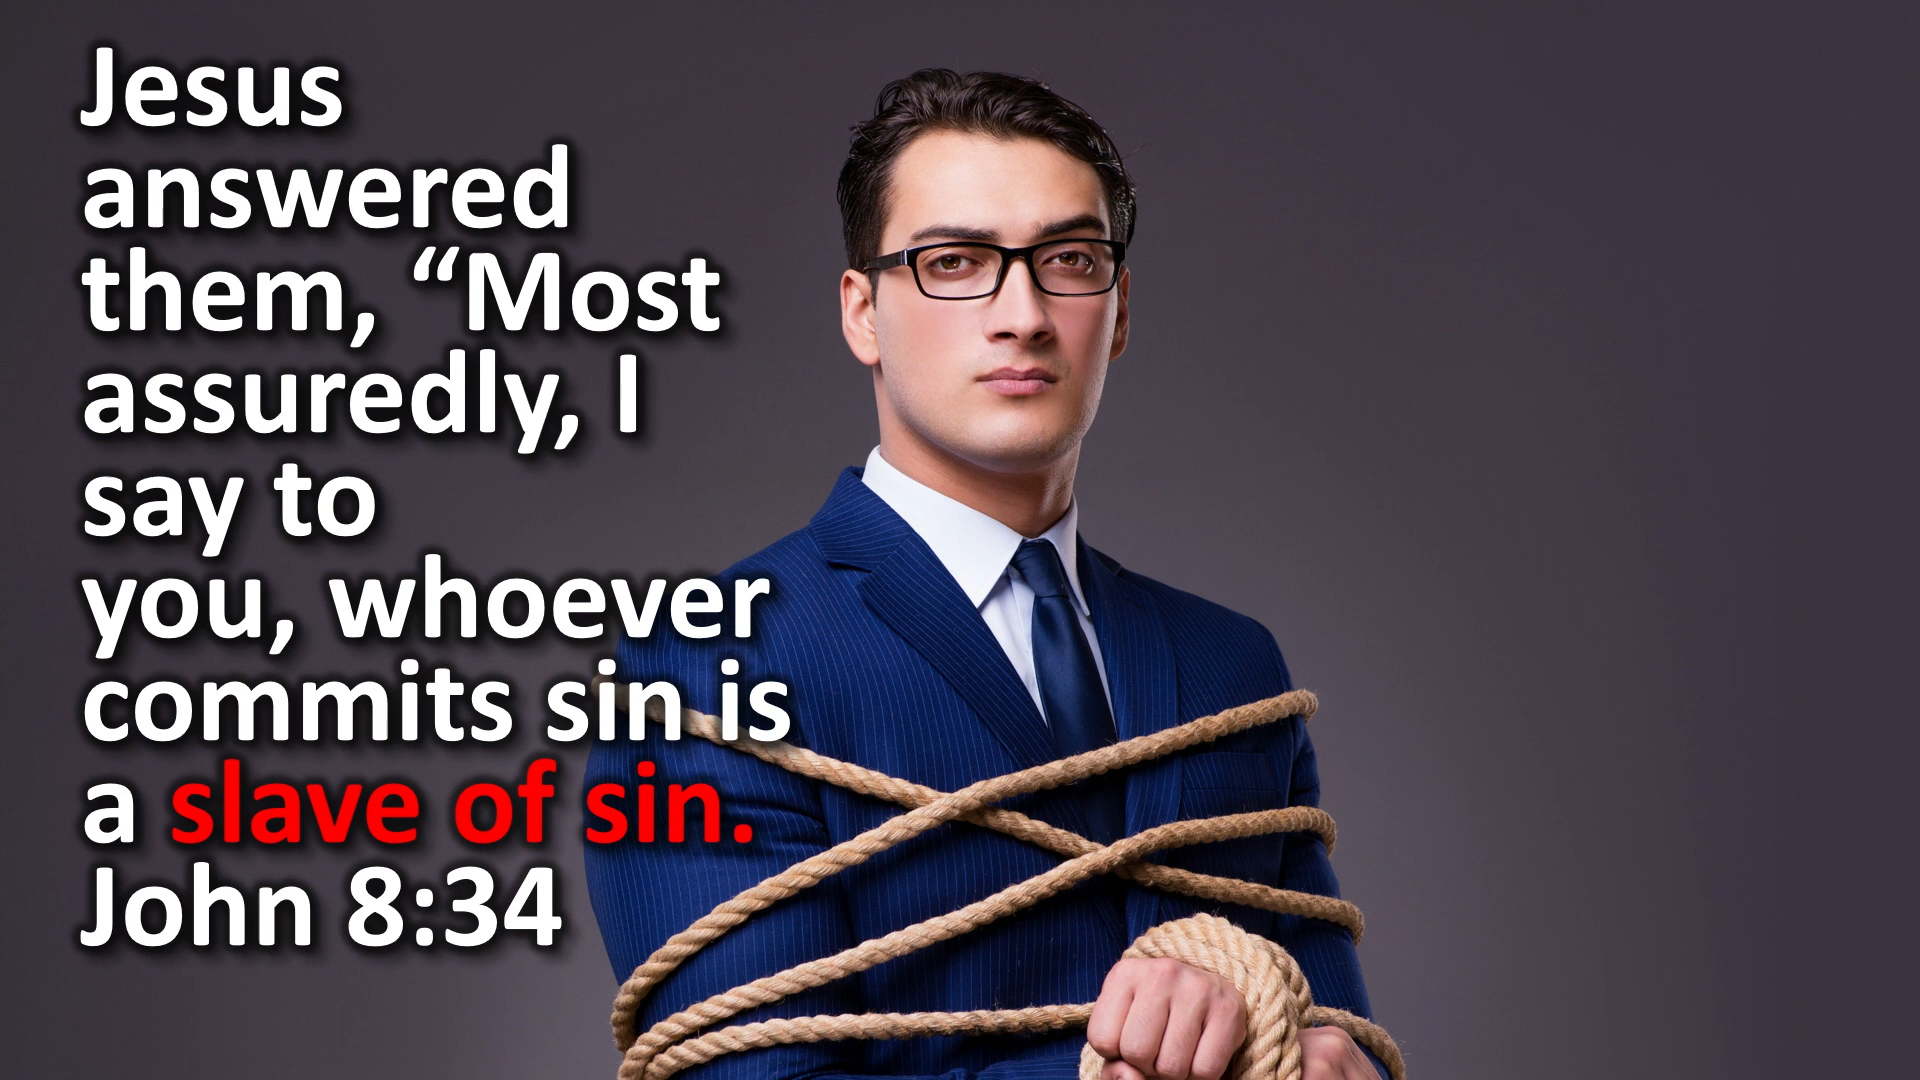 Jesus
answered
them, “Most
assuredly, I
say to
you, whoever
commits sin is
a slave of sin.
John 8:34